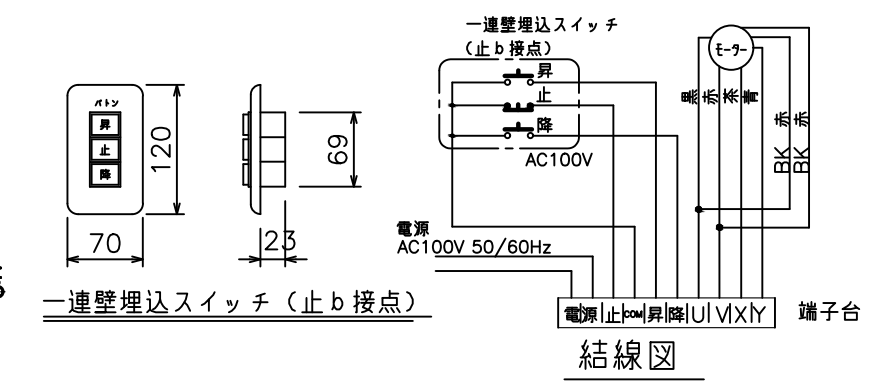 バトン
昇
止
降
120
70
69
23
一連壁埋込スイッチ（止b接点）
一連壁埋込スイッチ
（止b接点）
昇
止
降
AC100V
電源
AC100V 50/60Hz
モーター
黒 赤 茶 青
BK 赤
BK 赤
電源 止 COM 昇 降 U V X Y
端子台
結線図